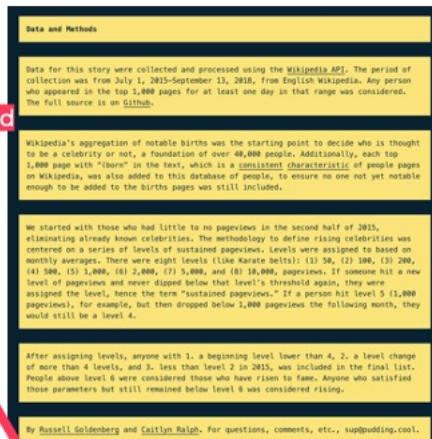 Data and Methods
Data for this story were collected and processed using the Wikipedia API. The period of
collection was from July 1, 2015–September 13, 2018, from English Wikipedia. Any person
who appeared in the top 1,000 pages for at least one day in that range was considered.
The full source is on Github.
d
Wikipedia's aggregation of notable births was the starting point to decide who is thought
to be a celebrity or not, a foundation of over 40,000 people. Additionally, each top
1,000 page with "(born" in the text, which is a consistent characteristic of people pages
on Wikipedia, was also added to this database of people, to ensure no one not yet notable
enough to be added to the births pages was still included.
We started with those who had little to no pageviews in the second half of 2015,
eliminating already known celebrities. The methodology to define rising celebrities was
centered on a series of levels of sustained pageviews. Levels were assigned to based on
monthly averages. There were eight levels (like Karate belts): (1) 50, (2) 100, (3) 200,
(4) 500, (5) 1,000, (6) 2,000, (7) 5,000, and (8) 10,000, pageviews. If someone hit a new
level of pageviews and never dipped below that level's threshold again, they were
assigned the level, hence the term "sustained pageviews." If a person hit level 5 (1,000
pageviews), for example, but then dropped below 1,000 pageviews the following month, they
would still be a level 4.
After assigning levels, anyone with 1. a beginning level lower than 4, 2. a level change
of more than 4 levels, and 3. less than level 2 in 2015, was included in the final list.
People above level 6 were considered those who have risen to fame. Anyone who satisfied
those parameters but still remained below level 6 was considered rising.
By Russell Goldenberg and Caitlyn Ralph. For questions, comments, etc., sup@pudding.cool.